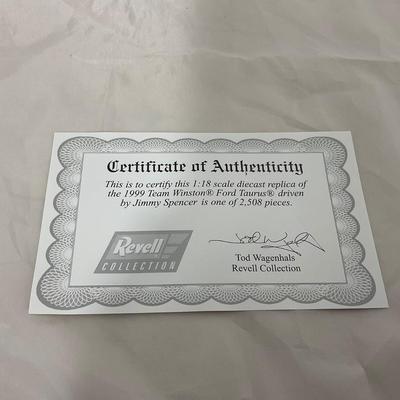 Certificate of Authenticity
This is to certify this 1:18 scale diecast replica of
the 1999 Team Winston® Ford Taurus® driven
by Jimmy Spencer is one of 2,508 pieces.
Revell
COLLECTION
Tod Wagenhals
Revell Collection